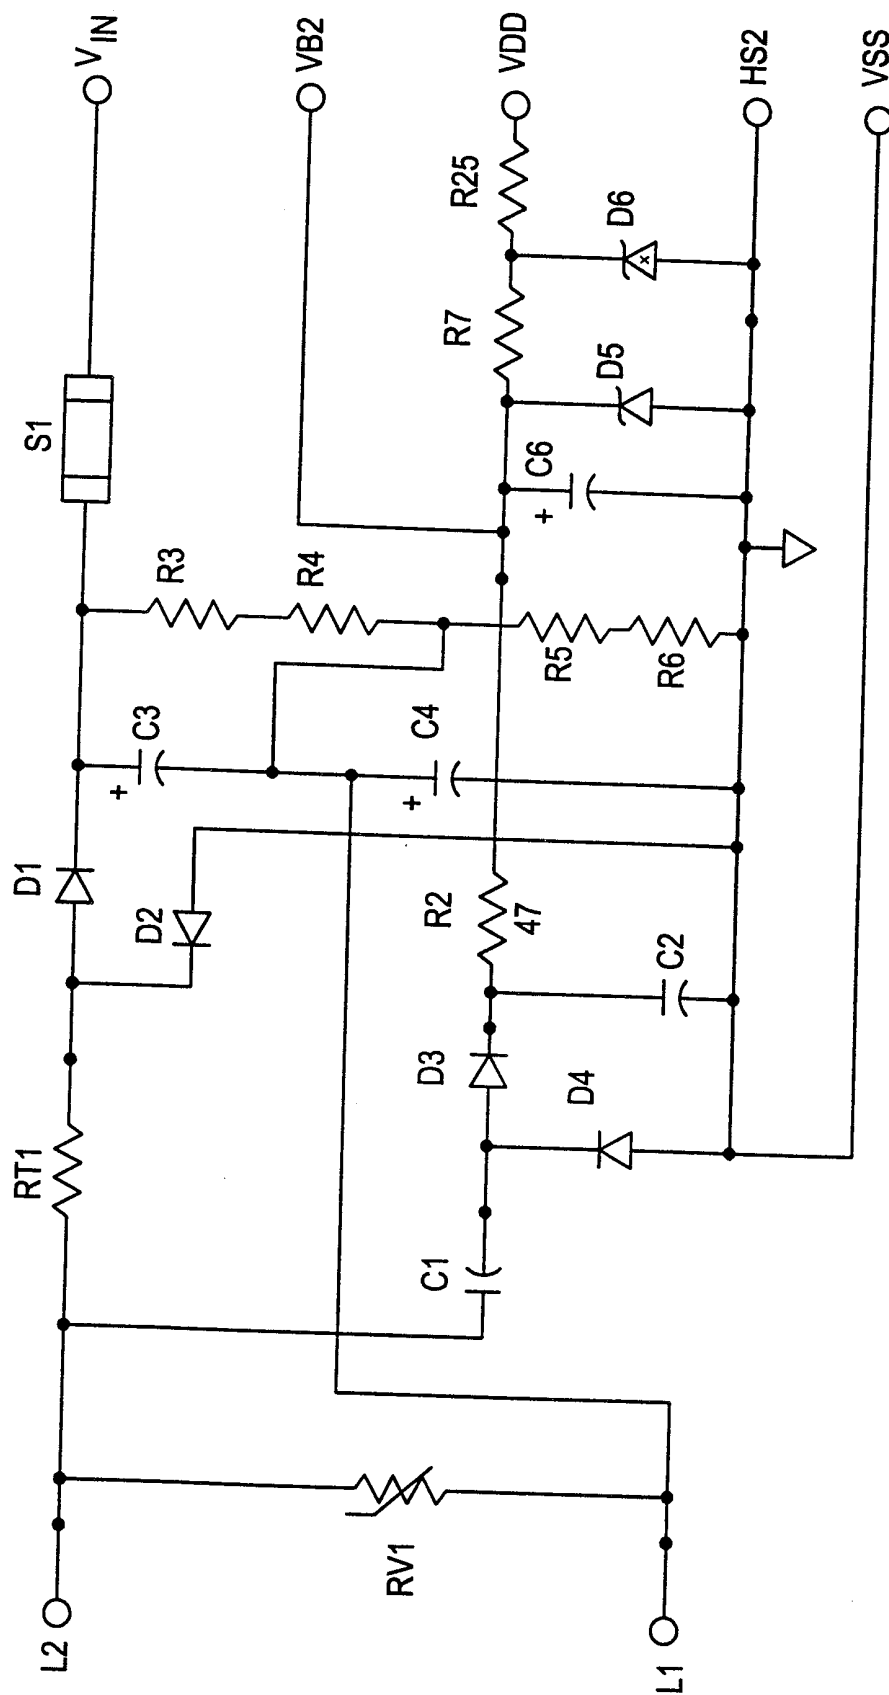 L2
L1
RV1
RT1
D1
D2
C1
D3
D4
R2
47
C2
C3
+
C4
+
R3
R4
R5
R6
S1
C6
+
D5
R7
D6
x
R25
VIN
VB2
VDD
HS2
VSS